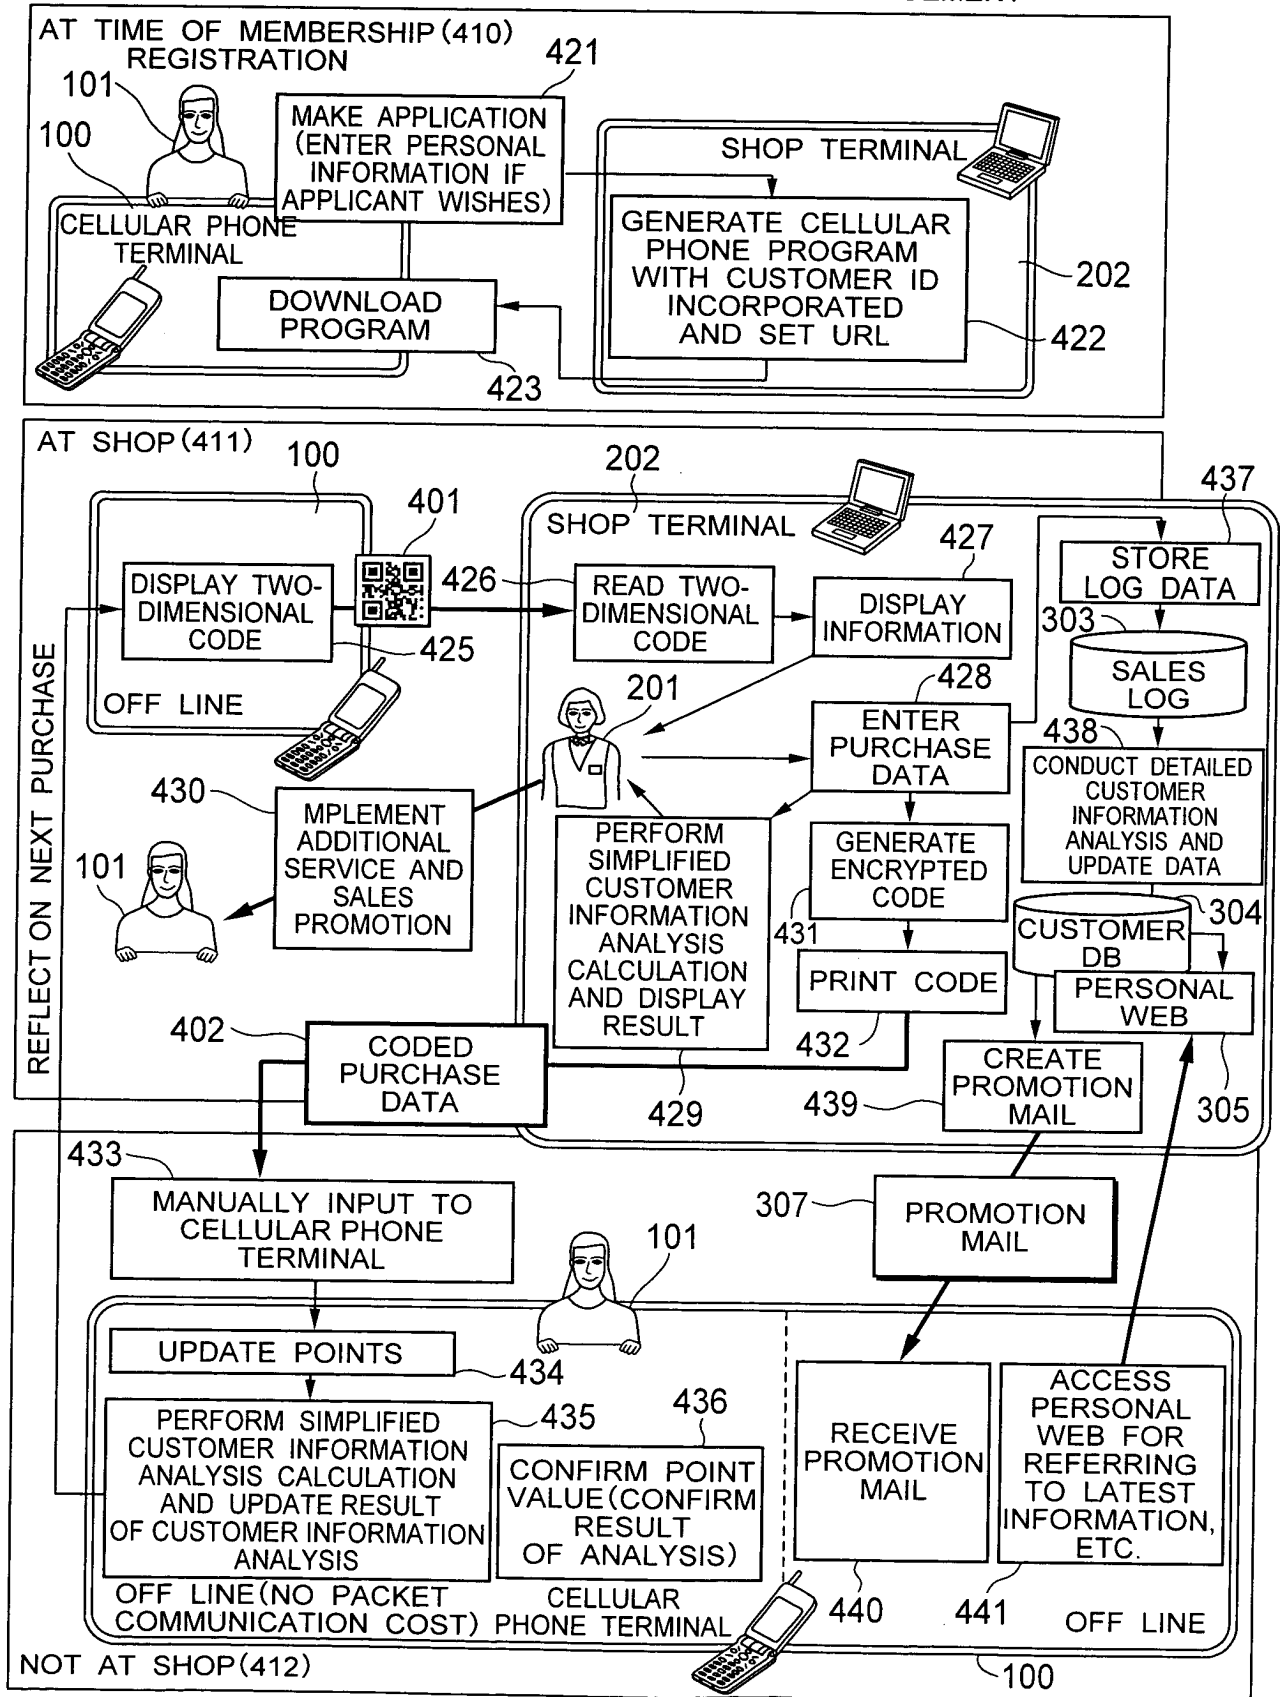 AT TIME OF MEMBERSHIP(410)
REGISTRATION
101
100
421
MAKE APPLICATION
(ENTER PERSONAL
INFORMATION IF
APPLICANT WISHES)
SHOP TERMINAL
CELLULAR PHONE
TERMINAL
GENERATE CELLULAR
PHONE PROGRAM
WITH CUSTOMER ID
INCORPORATED
AND SET URL
202
422
DOWNLOAD
PROGRAM
423
AT SHOP(411)
100
401
202
SHOP TERMINAL
437
STORE
LOG DATA
DISPLAY TWO-
DIMENSIONAL
CODE
425
OFF LINE
426
READ TWO-
DIMENSIONAL
CODE
427
DISPLAY
INFORMATION
303
SALES
LOG
201
428
ENTER
PURCHASE
DATA
438
CONDUCT DETAILED
CUSTOMER
INFORMATION
ANALYSIS AND
UPDATE DATA
430
MPLEMENT
ADDITIONAL
SERVICE AND
SALES
PROMOTION
101
PERFORM
SIMPLIFIED
CUSTOMER
INFORMATION
ANALYSIS
CALCULATION
AND DISPLAY
RESULT
429
GENERATE
ENCRYPTED
CODE
431
PRINT CODE
432
304
CUSTOMER
DB
PERSONAL
WEB
305
REFLECT ON NEXT PURCHASE
402
CODED
PURCHASE
DATA
439
CREATE
PROMOTION
MAIL
433
MANUALLY INPUT TO
CELLULAR PHONE
TERMINAL
307
PROMOTION
MAIL
101
UPDATE POINTS
434
PERFORM SIMPLIFIED
CUSTOMER INFORMATION
ANALYSIS CALCULATION
AND UPDATE RESULT
OF CUSTOMER INFORMATION
ANALYSIS
435
436
CONFIRM POINT
VALUE(CONFIRM
RESULT
OF ANALYSIS)
RECEIVE
PROMOTION
MAIL
440
ACCESS
PERSONAL
WEB FOR
REFERRING
TO LATEST
INFORMATION,
ETC.
441
OFF LINE(NO PACKET
COMMUNICATION COST)
CELLULAR
PHONE TERMINAL
OFF LINE
100
NOT AT SHOP(412)